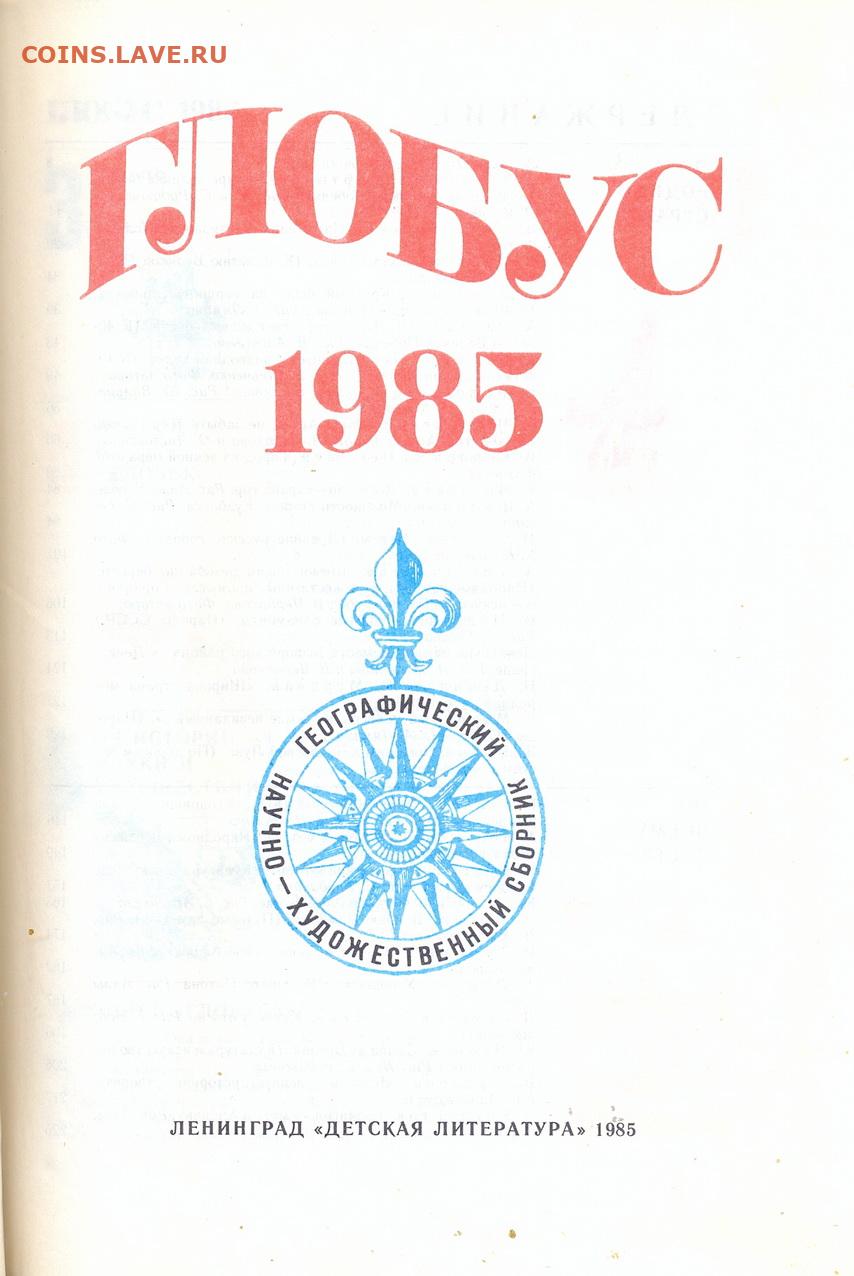 COINS.LAVE.RU
ГЛОБУС
1985
ГЕОГРАФИЧЕСКИЙ
НАУЧНО—ХУДОЖЕСТВЕННЫЙ СБОРНИК
ЛЕНИНГРАД «ДЕТСКАЯ ЛИТЕРАТУРА» 1985